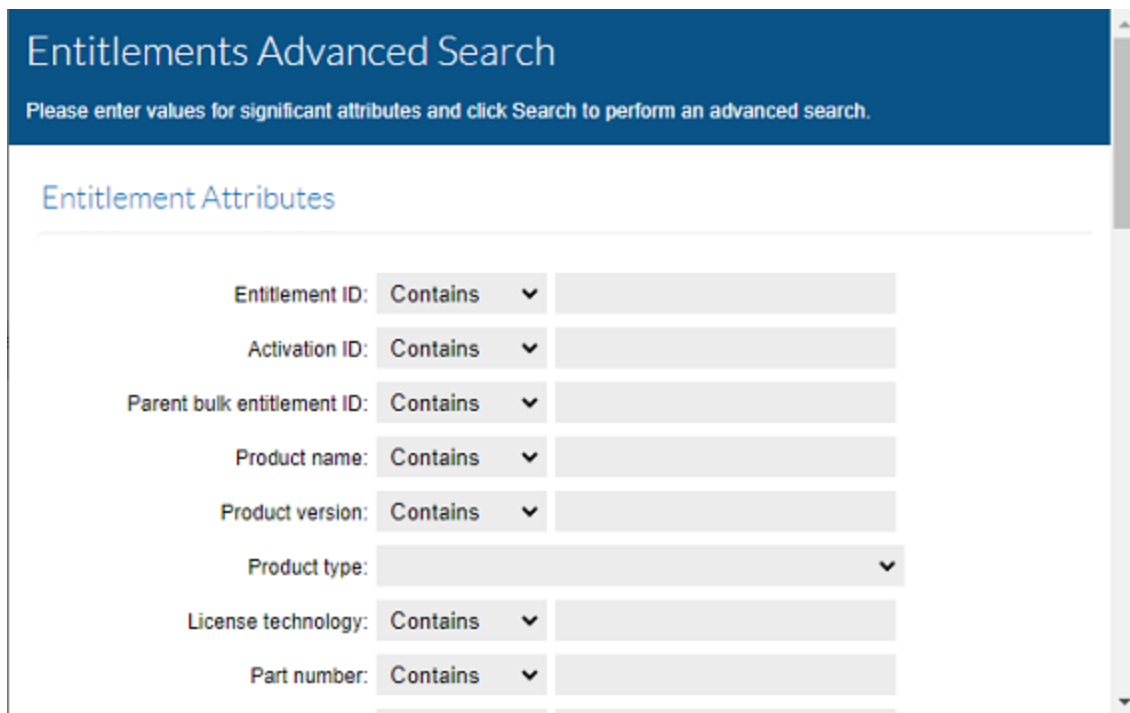 Entitlements Advanced Search
Please enter values for significant attributes and click Search to perform an advanced search.
Entitlement Attributes
Entitlement ID: Contains
Activation ID: Contains
Parent bulk entitlement ID: Contains
Product name: Contains
Product version: Contains
Product type:
License technology: Contains
Part number: Contains